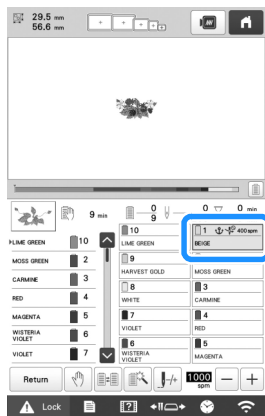 29.5 mm
56.6 mm
9 min
0
9
0
0 min
LIME GREEN 10
MOSS GREEN 2
CARMINE 3
RED 4
MAGENTA 5
WISTERIA VIOLET 6
VIOLET 7
10
LIME GREEN
9
HARVEST GOLD
8
WHITE
7
VIOLET
6
WISTERIA VIOLET
1 400 spm
BEIGE
MOSS GREEN
3
CARMINE
4
RED
5
MAGENTA
Return
1000 spm
Lock